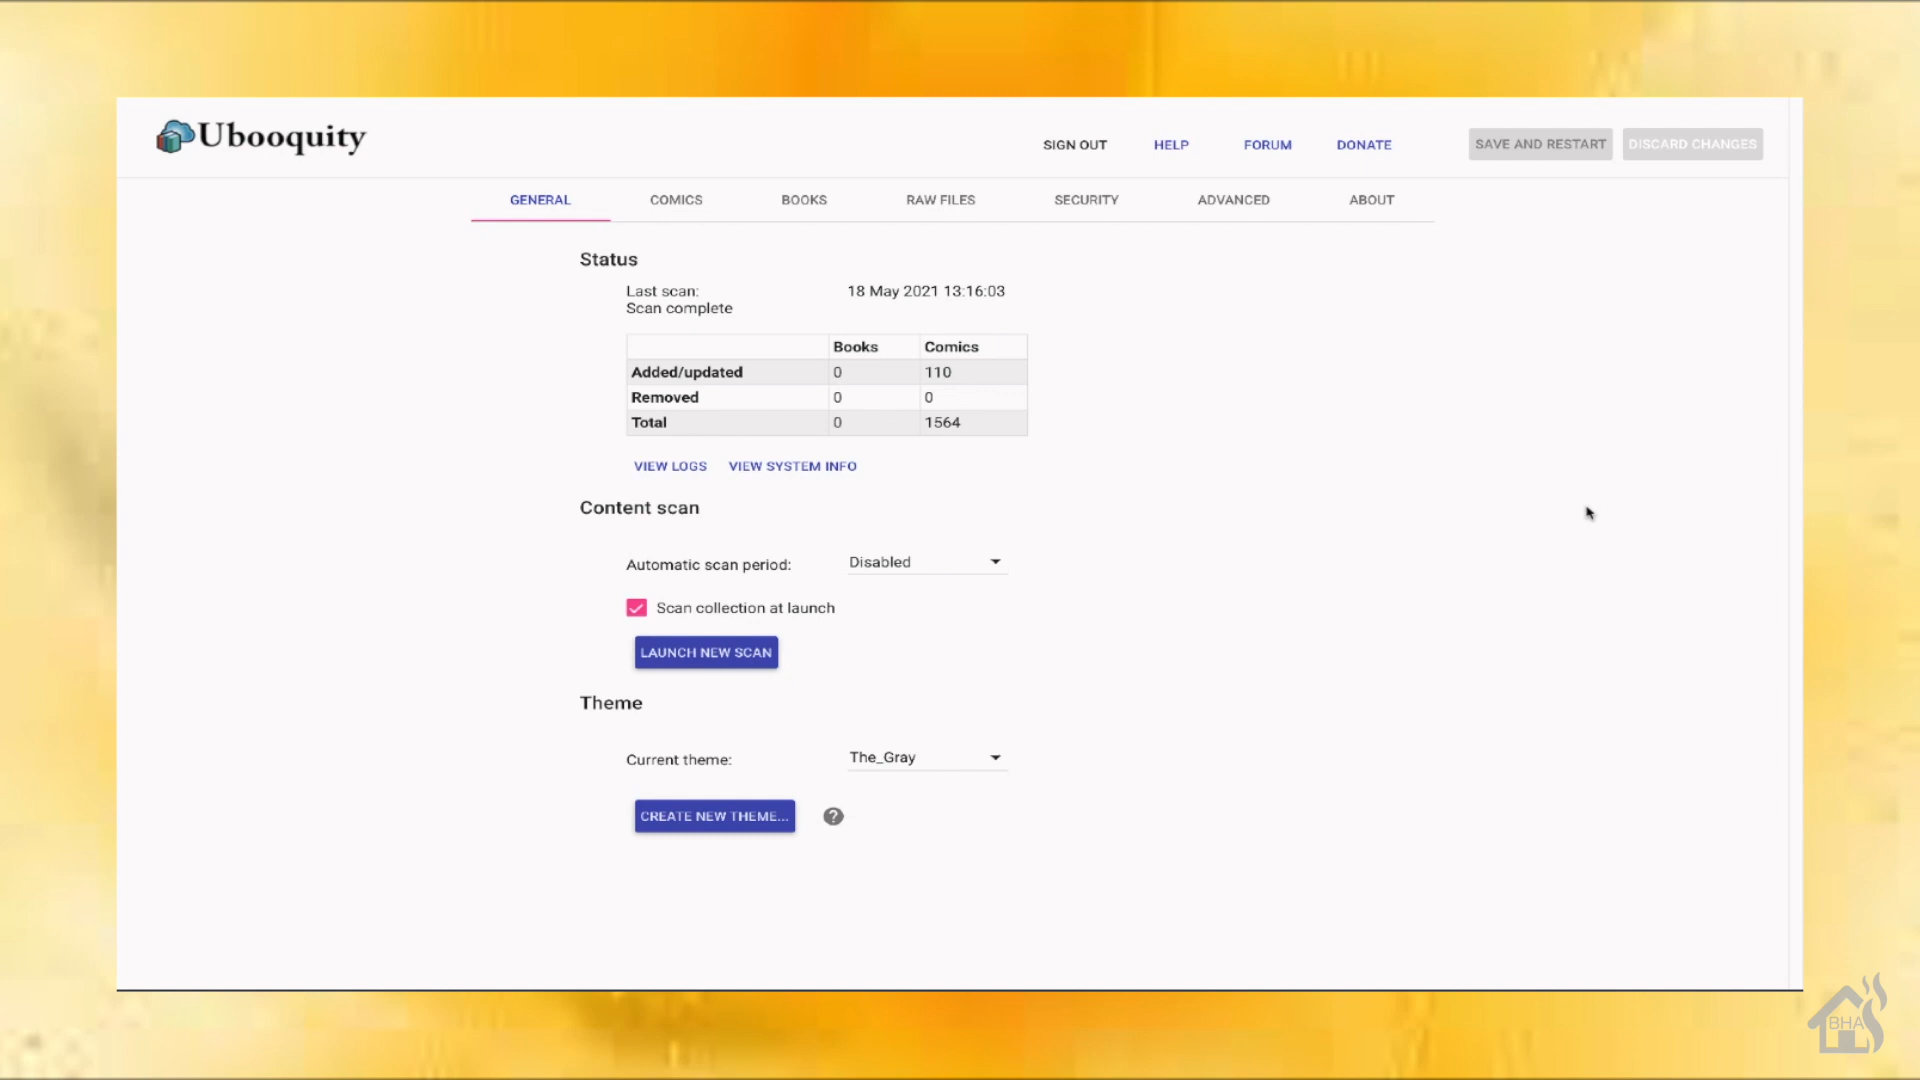 Ubooquity
SIGN OUT HELP FORUM DONATE SAVE AND RESTART DISCARD CHANGES
GENERAL COMICS BOOKS RAW FILES SECURITY ADVANCED ABOUT
Status
Last scan: 18 May 2021 13:16:03
Scan complete
Books Comics
Added/updated 0 110
Removed 0 0
Total 0 1564
VIEW LOGS VIEW SYSTEM INFO
Content scan
Automatic scan period: Disabled
Scan collection at launch
LAUNCH NEW SCAN
Theme
Current theme: The_Gray
CREATE NEW THEME... ?
BHA